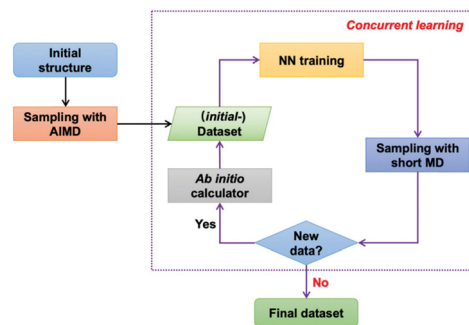 Concurrent learning
Initial
structure
NN training
Sampling with
AIMD
(initial-)
Dataset
Sampling with
short MD
Ab initio
calculator
Yes
New
data?
No
Final dataset